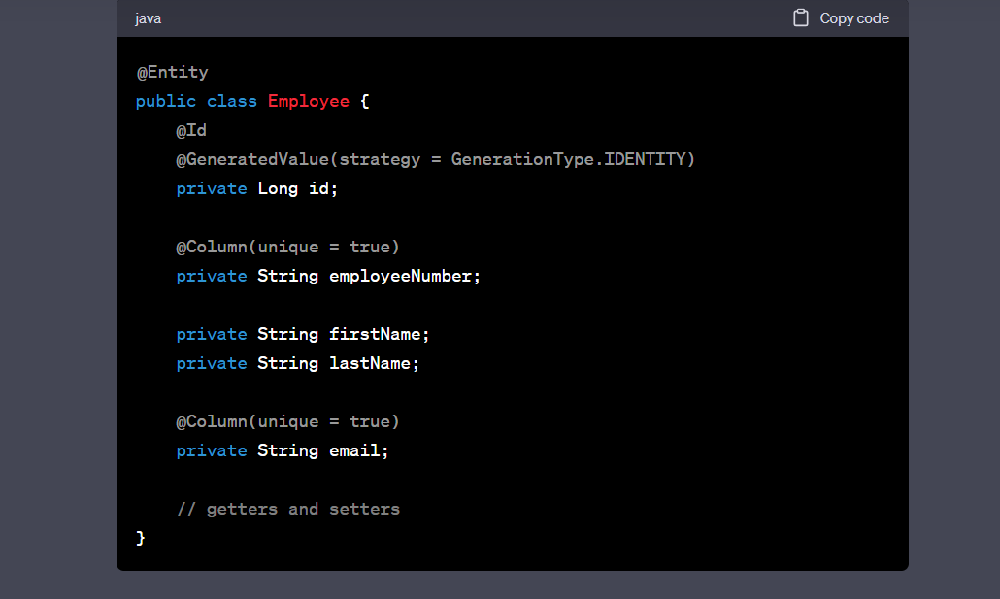 java
Copy code
@Entity
public class Employee {
    @Id
    @GeneratedValue(strategy = GenerationType.IDENTITY)
    private Long id;

    @Column(unique = true)
    private String employeeNumber;

    private String firstName;
    private String lastName;

    @Column(unique = true)
    private String email;

    // getters and setters
}